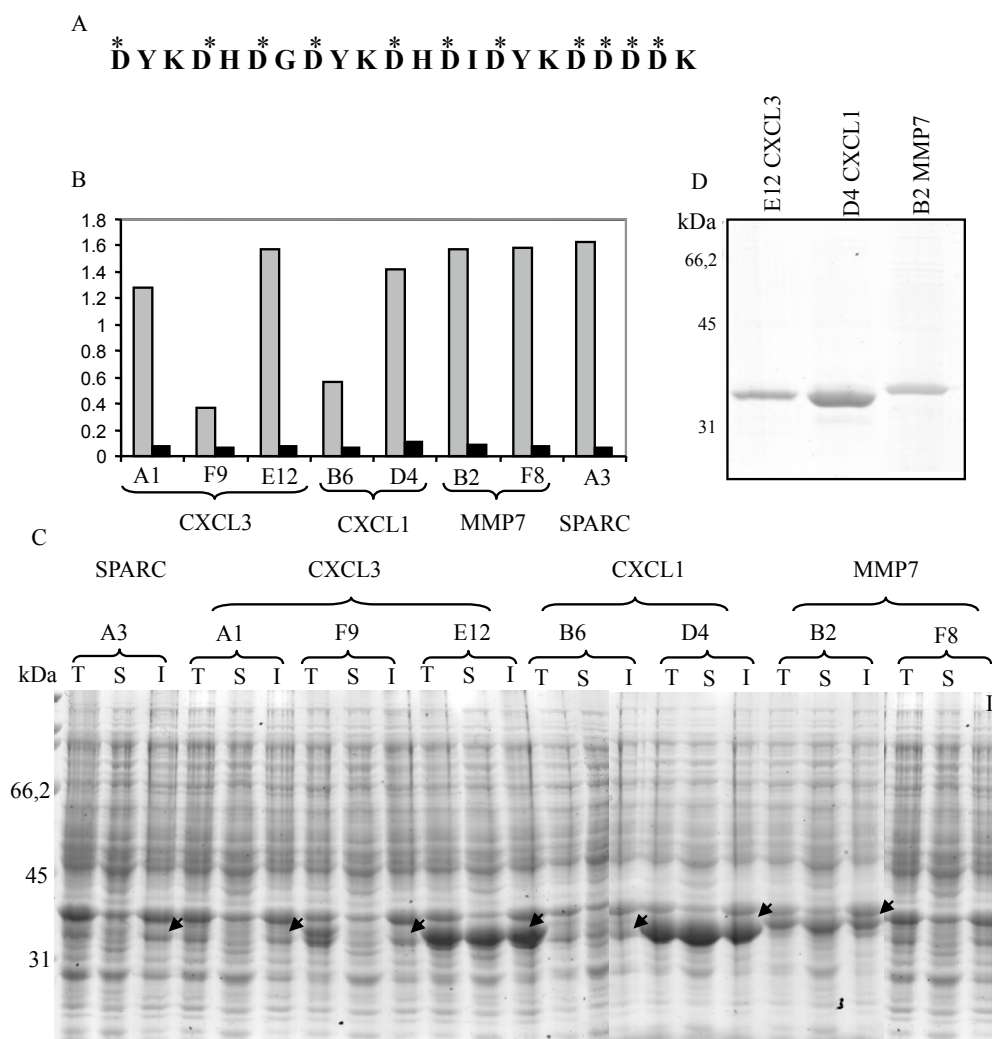 A
* * * * * * * * * * *
D Y K D H D G D Y K D H D I D Y K D D D D K
B
1.8
1.6
1.4
1.2
1
0.8
0.6
0.4
0.2
0
A1 F9 E12 B6 D4 B2 F8 A3
CXCL3 CXCL1 MMP7 SPARC
D
E12 CXCL3
D4 CXCL1
B2 MMP7
kDa
66,2
45
31
C
SPARC CXCL3 CXCL1 MMP7
A3 A1 F9 E12 B6 D4 B2 F8
kDa T S I T S I T S I T S I T S I T S I T S I T S
I
66,2
45
31